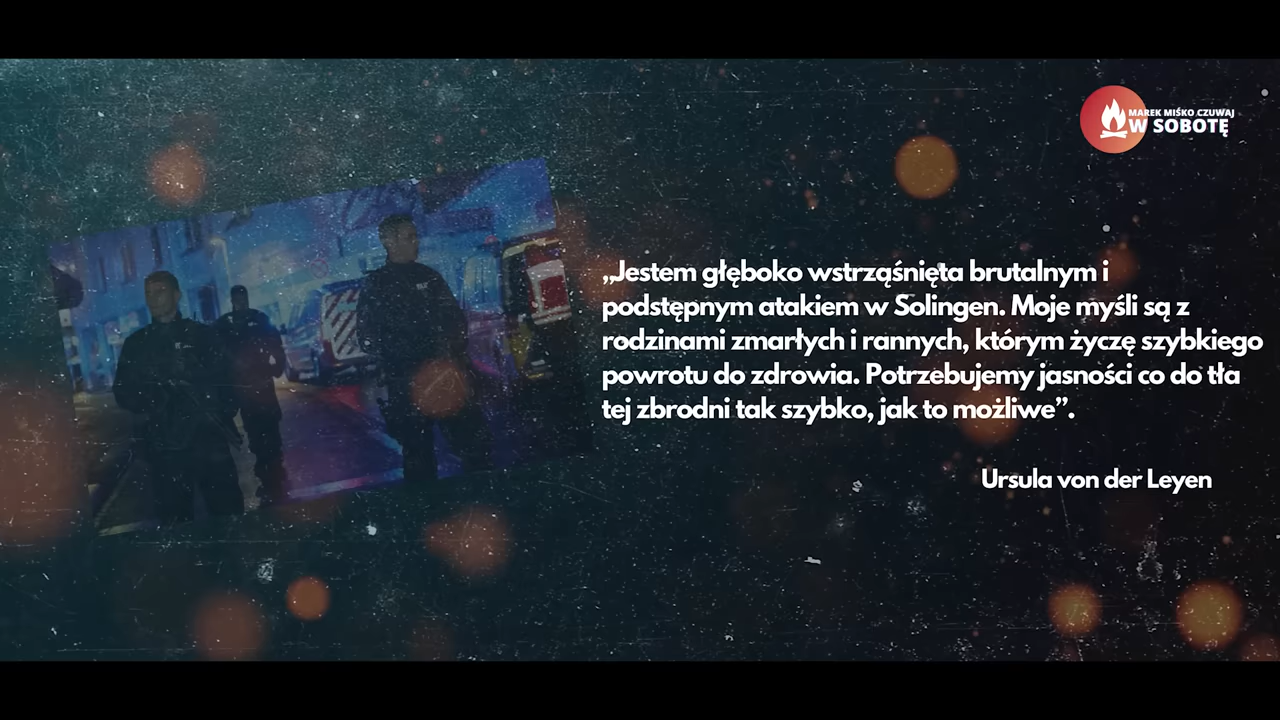 MAREK MIŚKO CZUWAJ
W SOBOTĘ
„Jestem głęboko wstrząśnięta brutalnym i
podstępnym atakiem w Solingen. Moje myśli są z
rodzinami zmarłych i rannych, którym życzę szybkiego
powrotu do zdrowia. Potrzebujemy jasności co do tła
tej zbrodni tak szybko, jak to możliwe”.
Ursula von der Leyen